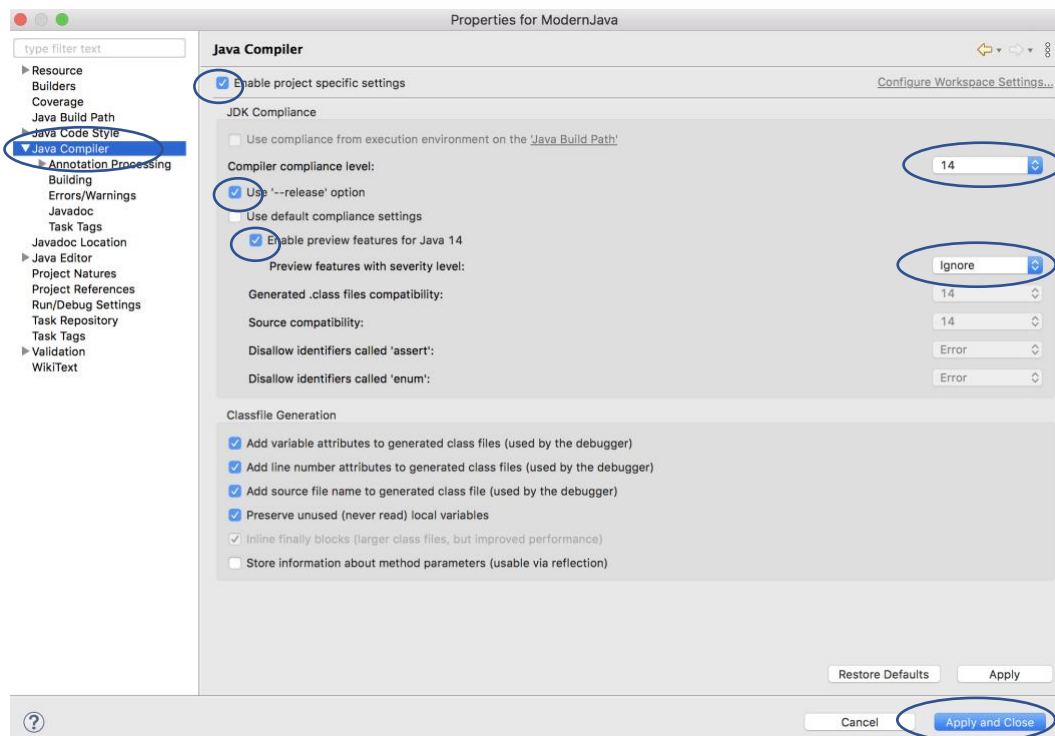 Properties for ModernJava
type filter text
Resource
Builders
Coverage
Java Build Path
Java Code Style
Java Compiler
Annotation Processing
Building
Errors/Warnings
Javadoc
Task Tags
Javadoc Location
Java Editor
Project Natures
Project References
Run/Debug Settings
Task Repository
Task Tags
Validation
WikiText
Java Compiler
Enable project specific settings
Configure Workspace Settings...
JDK Compliance
Use compliance from execution environment on the 'Java Build Path'
Compiler compliance level: 14
Use '--release' option
Use default compliance settings
Enable preview features for Java 14
Preview features with severity level: Ignore
Generated .class files compatibility: 14
Source compatibility: 14
Disallow identifiers called 'assert': Error
Disallow identifiers called 'enum': Error
Classfile Generation
Add variable attributes to generated class files (used by the debugger)
Add line number attributes to generated class files (used by the debugger)
Add source file name to generated class file (used by the debugger)
Preserve unused (never read) local variables
Inline finally blocks (larger class files, but improved performance)
Store information about method parameters (usable via reflection)
Restore Defaults Apply
? Cancel Apply and Close